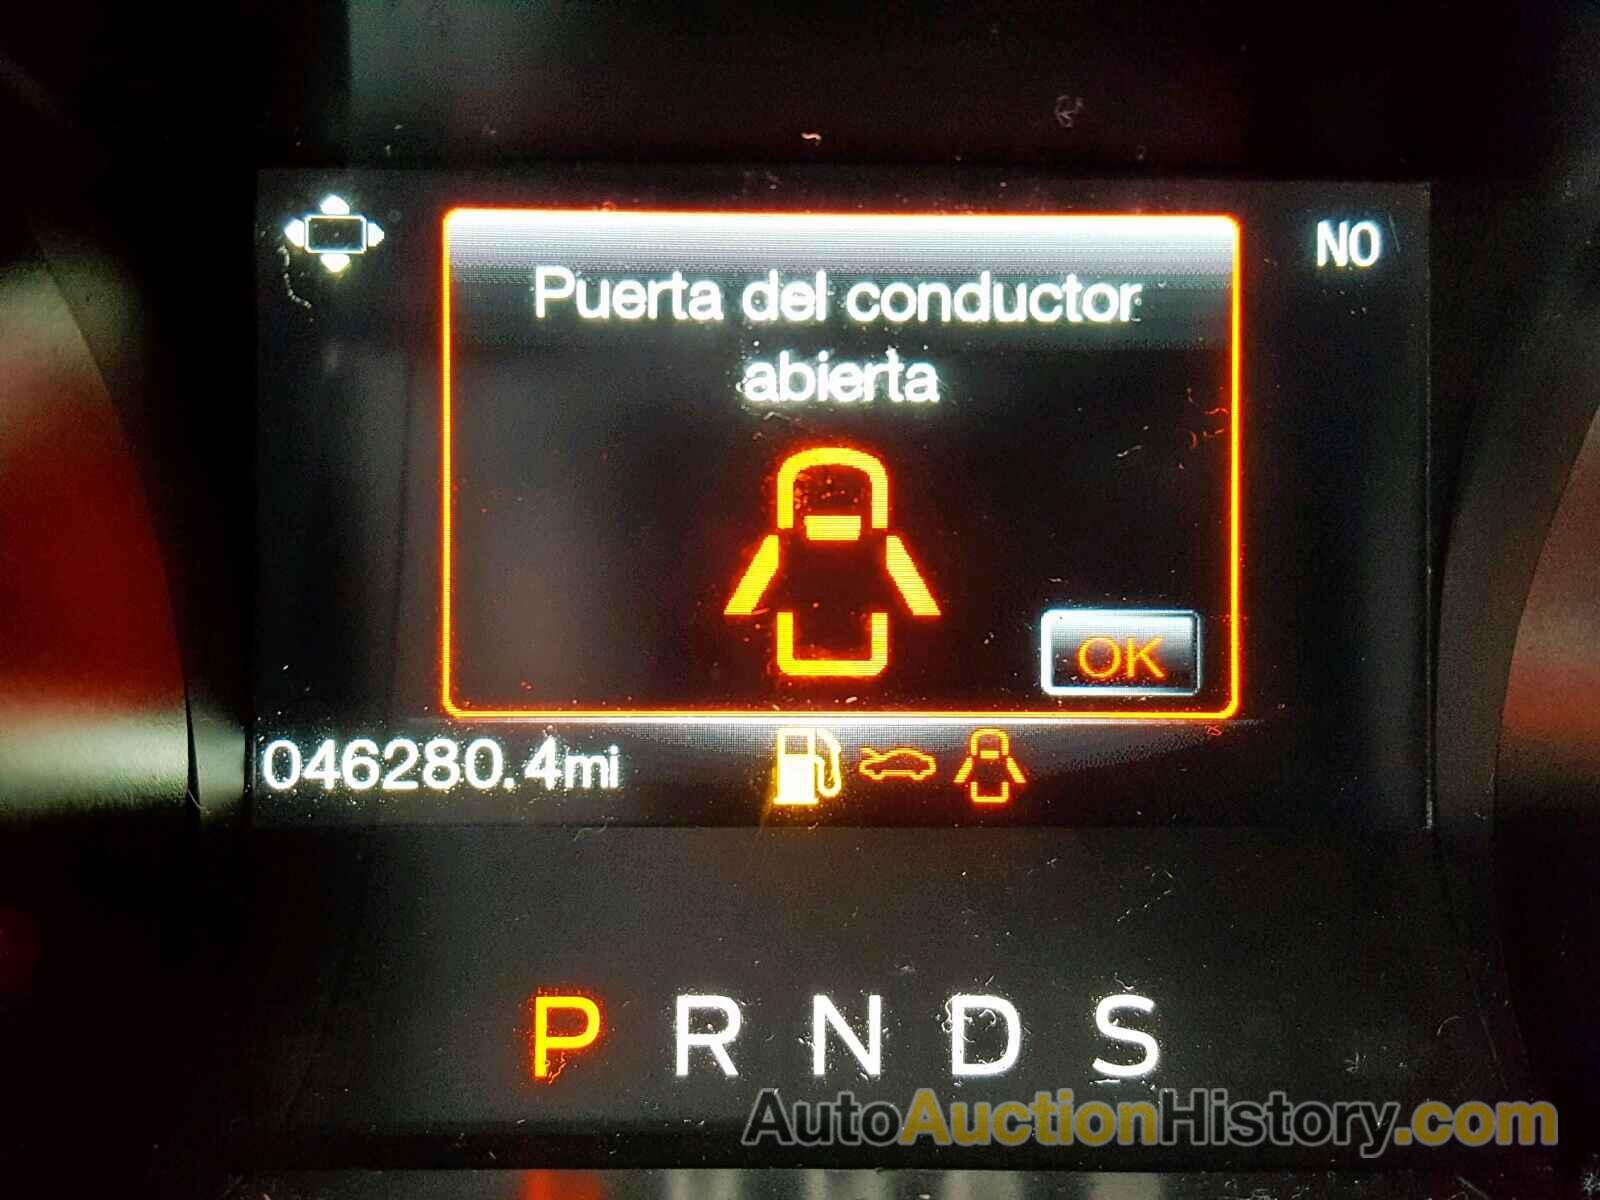 NO
Puerta del conductor
abierta
OK
046280.4mi
P R N D S
AutoAuctionHistory.com